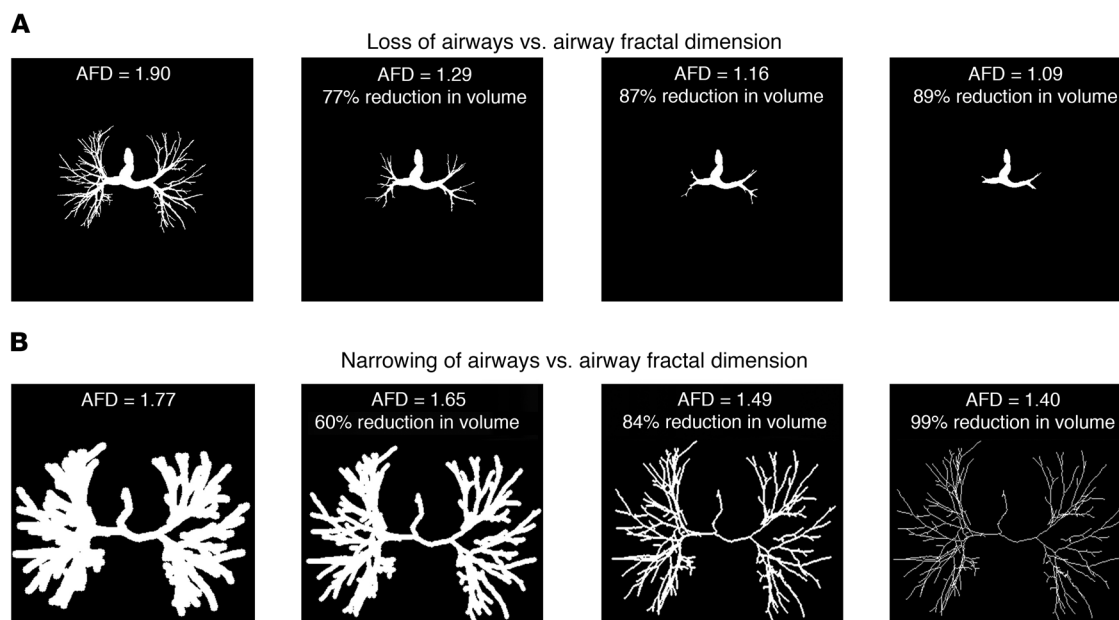 A
Loss of airways vs. airway fractal dimension
AFD = 1.90
AFD = 1.29
77% reduction in volume
AFD = 1.16
87% reduction in volume
AFD = 1.09
89% reduction in volume
B
Narrowing of airways vs. airway fractal dimension
AFD = 1.77
AFD = 1.65
60% reduction in volume
AFD = 1.49
84% reduction in volume
AFD = 1.40
99% reduction in volume